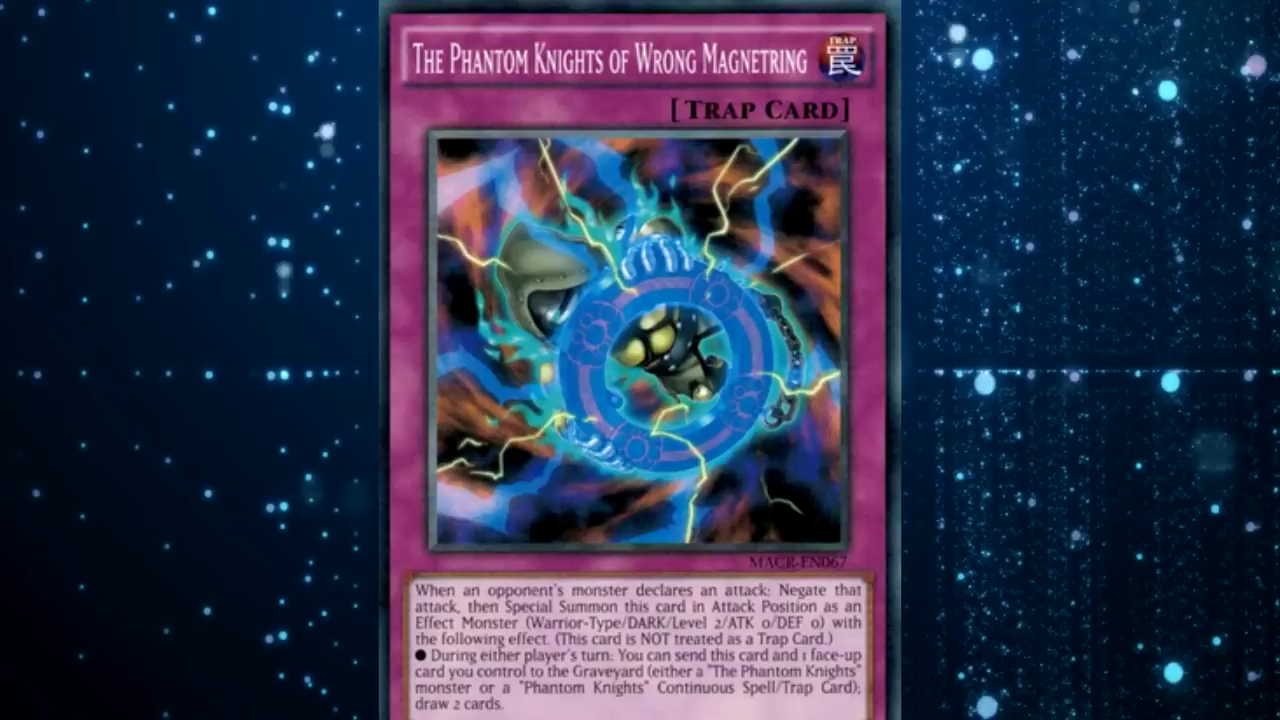 The Phantom Knights of Wrong Magnetring
TRAP
罠
[Trap Card]
MACR-EN067
When an opponent's monster declares an attack: Negate that
attack, then Special Summon this card in Attack Position as an
Effect Monster (Warrior-Type/DARK/Level 2/ATK 0/DEF 0) with
the following effect. (This card is NOT treated as a Trap Card.)
● During either player's turn: You can send this card and 1 face-up
card you control to the Graveyard (either a "The Phantom Knights"
monster or a "Phantom Knights" Continuous Spell/Trap Card);
draw 2 cards.